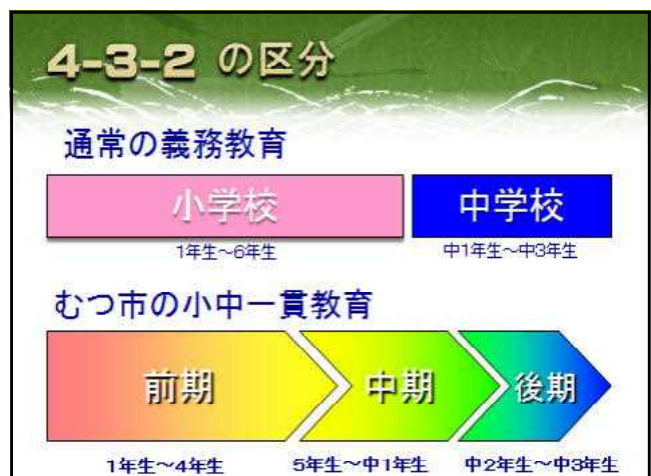 4-3-2 の区分
通常の義務教育
小学校 中学校
1年生～6年生 中1年生～中3年生
むつ市の小中一貫教育
前期 中期 後期
1年生～4年生 5年生～中1年生 中2年生～中3年生